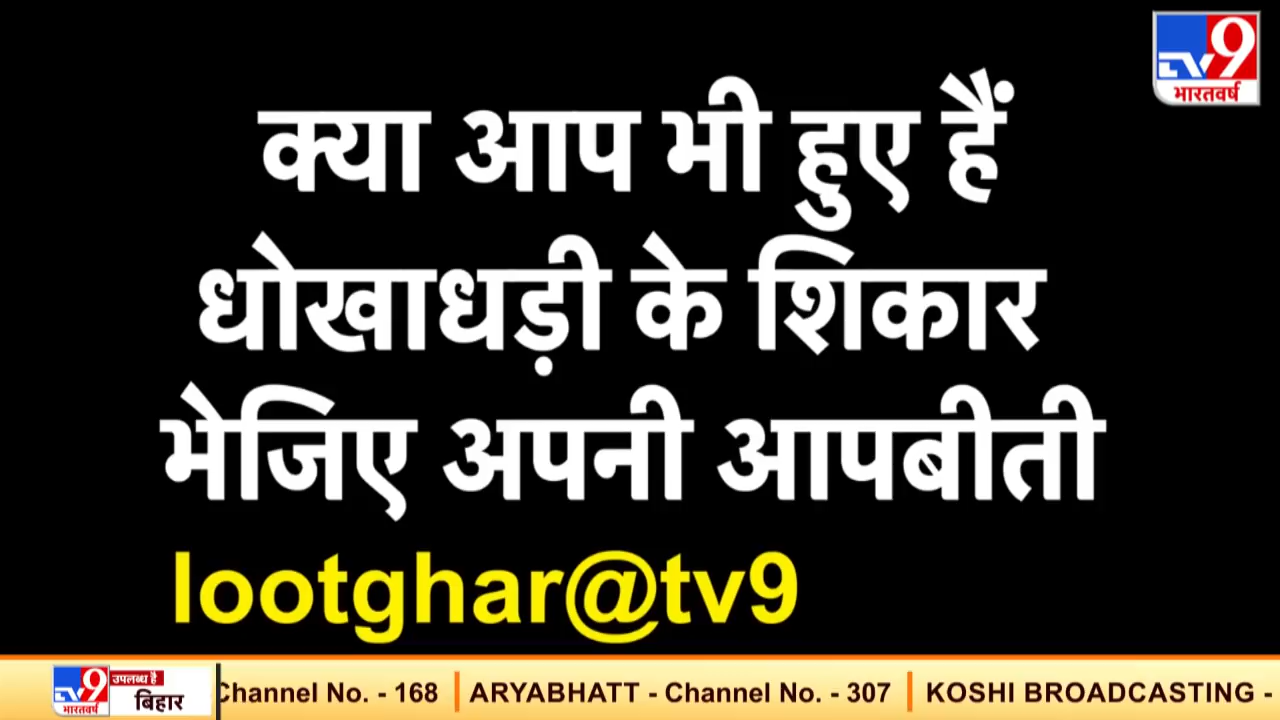 TV9
भारतवर्ष
क्या आप भी हुए हैं
धोखाधड़ी के शिकार
भेजिए अपनी आपबीती
lootghar@tv9
TV9
भारतवर्ष
उपलब्ध है
बिहार
Channel No. - 168 | ARYABHATT - Channel No. - 307 | KOSHI BROADCASTING -